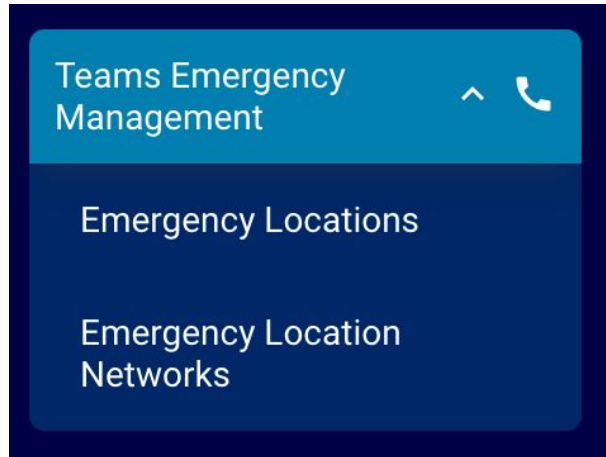 Teams Emergency
Management
Emergency Locations
Emergency Location
Networks